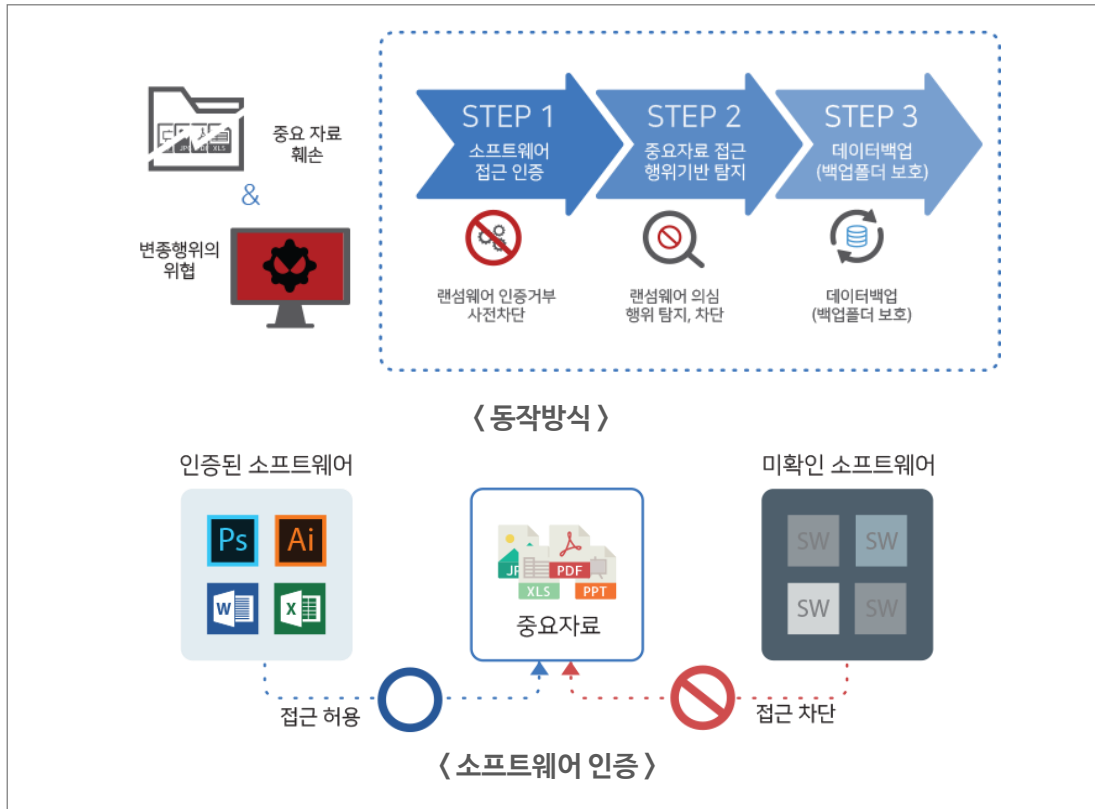 중요 자료
훼손
JPG
XLS
&
변종행위의
위협
STEP 1
소프트웨어
접근 인증
STEP 2
중요자료 접근
행위기반 탐지
STEP 3
데이터백업
(백업폴더 보호)
랜섬웨어 인증거부
사전차단
랜섬웨어 의심
행위 탐지, 차단
데이터백업
(백업폴더 보호)
〈 동작방식 〉
인증된 소프트웨어
미확인 소프트웨어
Ps Ai
W X
PDF
XLS PPT
중요자료
SW SW
SW SW
접근 허용
접근 차단
〈 소프트웨어 인증 〉